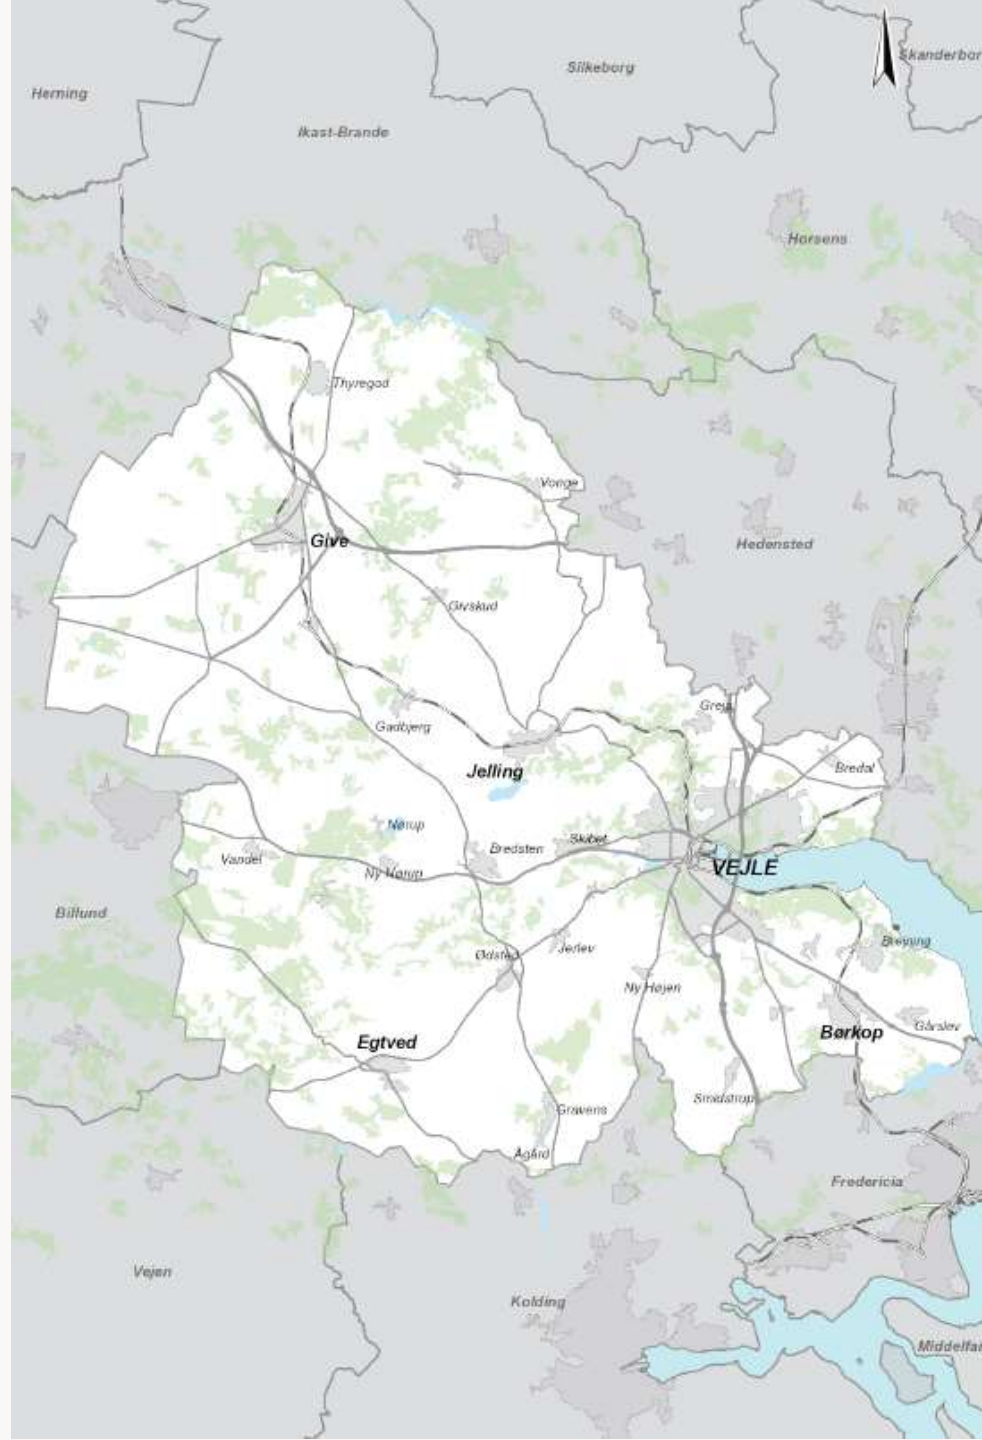 Skanderbor
Silkeborg
Herning
Ikast-Brande
Horsens
Thyregod
Vonge
Give
Hedensted
Givskud
Grejs
Gadbjerg
Jelling
Bredal
Nørup
Skibet
Bredsten
Vandel
Ny Nørup
VEJLE
Billund
Brejning
Jerlev
Ødsted
Ny Højen
Gårslev
Børkop
Egtved
Smidstrup
Gravens
Ågård
Fredericia
Vejen
Kolding
Middelfar